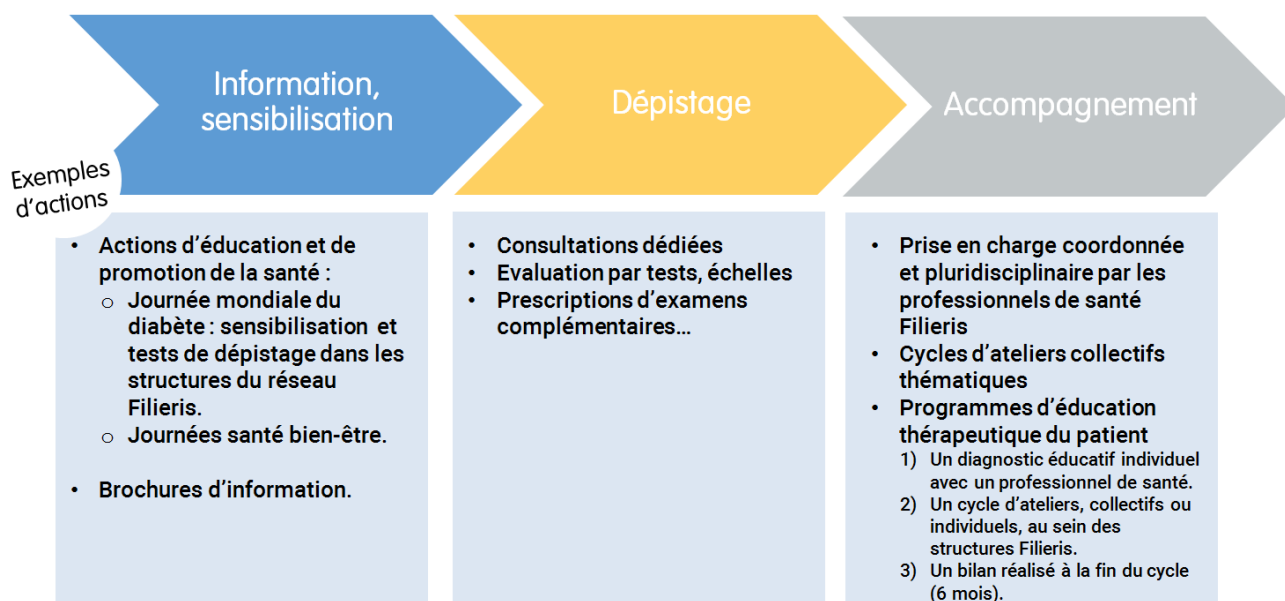 Information,
sensibilisation
Dépistage
Accompagnement
Exemples
d'actions
• Actions d'éducation et de
promotion de la santé :
o Journée mondiale du
diabète : sensibilisation et
tests de dépistage dans les
structures du réseau
Filieris.
o Journées santé bien-être.
• Brochures d'information.
• Consultations dédiées
• Evaluation par tests, échelles
• Prescriptions d'examens
complémentaires…
• Prise en charge coordonnée
et pluridisciplinaire par les
professionnels de santé
Filieris
• Cycles d'ateliers collectifs
thématiques
• Programmes d'éducation
thérapeutique du patient
1) Un diagnostic éducatif individuel
avec un professionnel de santé.
2) Un cycle d'ateliers, collectifs ou
individuels, au sein des
structures Filieris.
3) Un bilan réalisé à la fin du cycle
(6 mois).